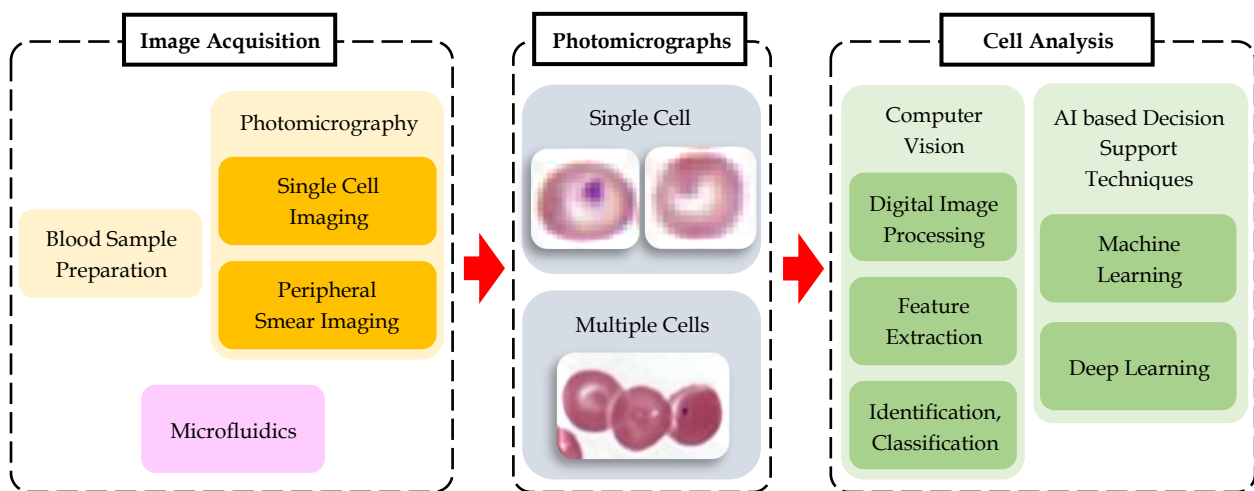 Image Acquisition
Photomicrography
Single Cell
Imaging
Blood Sample
Preparation
Peripheral
Smear Imaging
Microfluidics
Photomicrographs
Single Cell
Multiple Cells
Cell Analysis
Computer
Vision
Digital Image
Processing
Feature
Extraction
Identification,
Classification
AI based Decision
Support
Techniques
Machine
Learning
Deep Learning